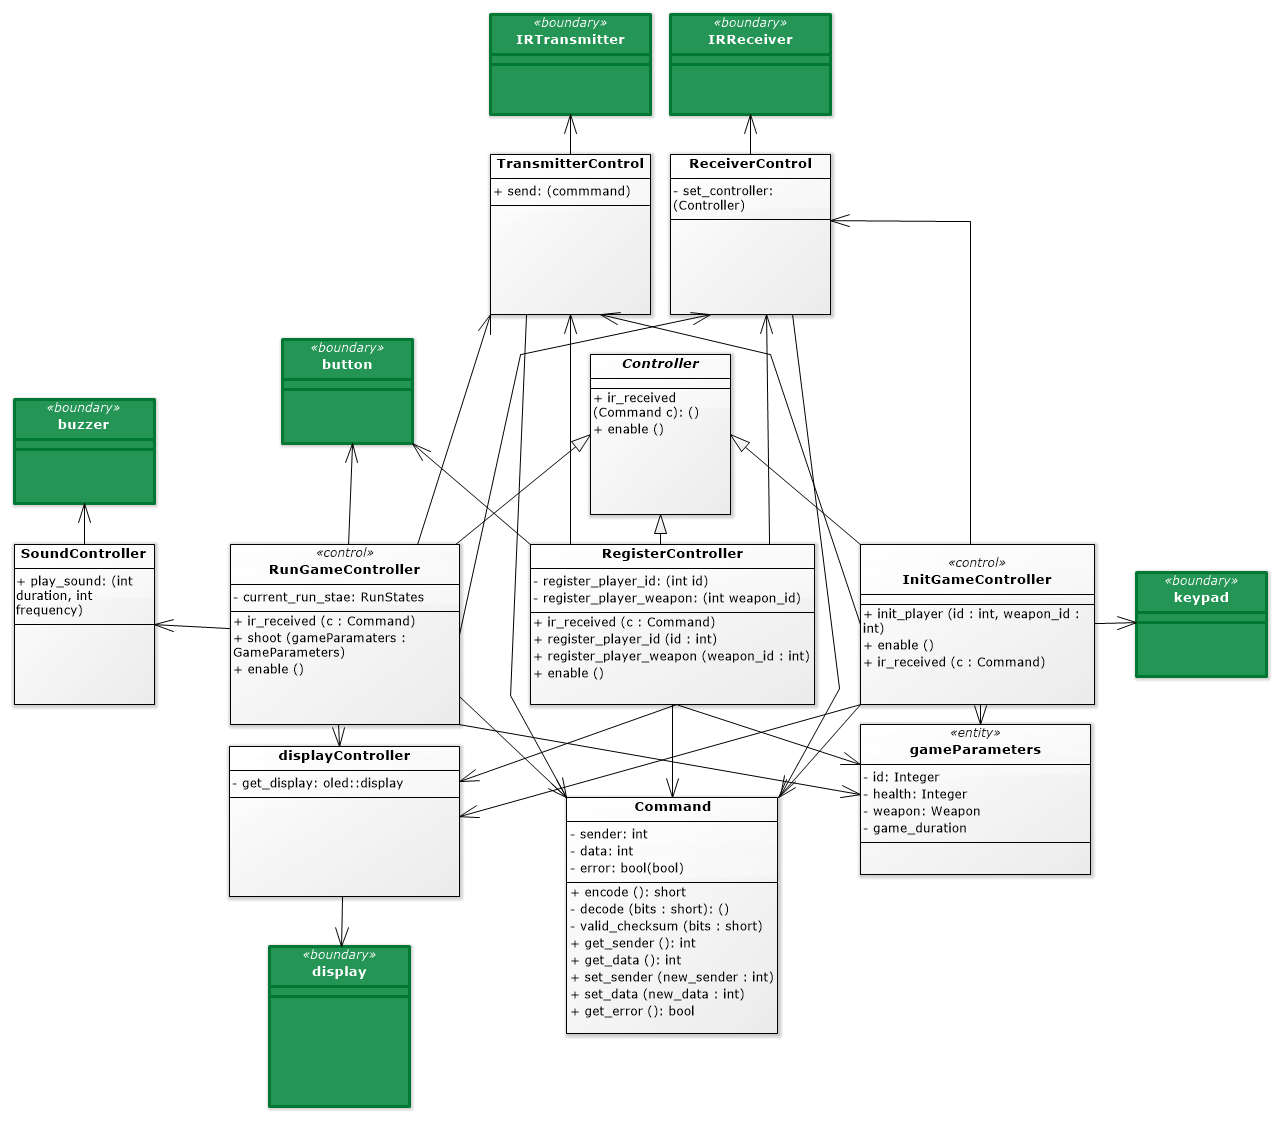 «boundary»
IRTransmitter
«boundary»
IRReceiver
TransmitterControl
+ send: (commmand)
ReceiverControl
- set_controller:
(Controller)
«boundary»
button
Controller
+ ir_received
(Command c): ()
+ enable ()
«boundary»
buzzer
SoundController
+ play_sound: (int
duration, int
frequency)
«control»
RunGameController
- current_run_stae: RunStates
+ ir_received (c : Command)
+ shoot (gameParamaters :
GameParameters)
+ enable ()
RegisterController
- register_player_id: (int id)
- register_player_weapon: (int weapon_id)
+ ir_received (c : Command)
+ register_player_id (id : int)
+ register_player_weapon (weapon_id : int)
+ enable ()
«control»
InitGameController
+ init_player (id : int, weapon_id :
int)
+ enable ()
+ ir_received (c : Command)
«boundary»
keypad
displayController
- get_display: oled::display
«entity»
gameParameters
- id: Integer
- health: Integer
- weapon: Weapon
- game_duration
Command
- sender: int
- data: int
- error: bool(bool)
+ encode (): short
- decode (bits : short): ()
- valid_checksum (bits : short)
+ get_sender (): int
+ get_data (): int
+ set_sender (new_sender : int)
+ set_data (new_data : int)
+ get_error (): bool
«boundary»
display